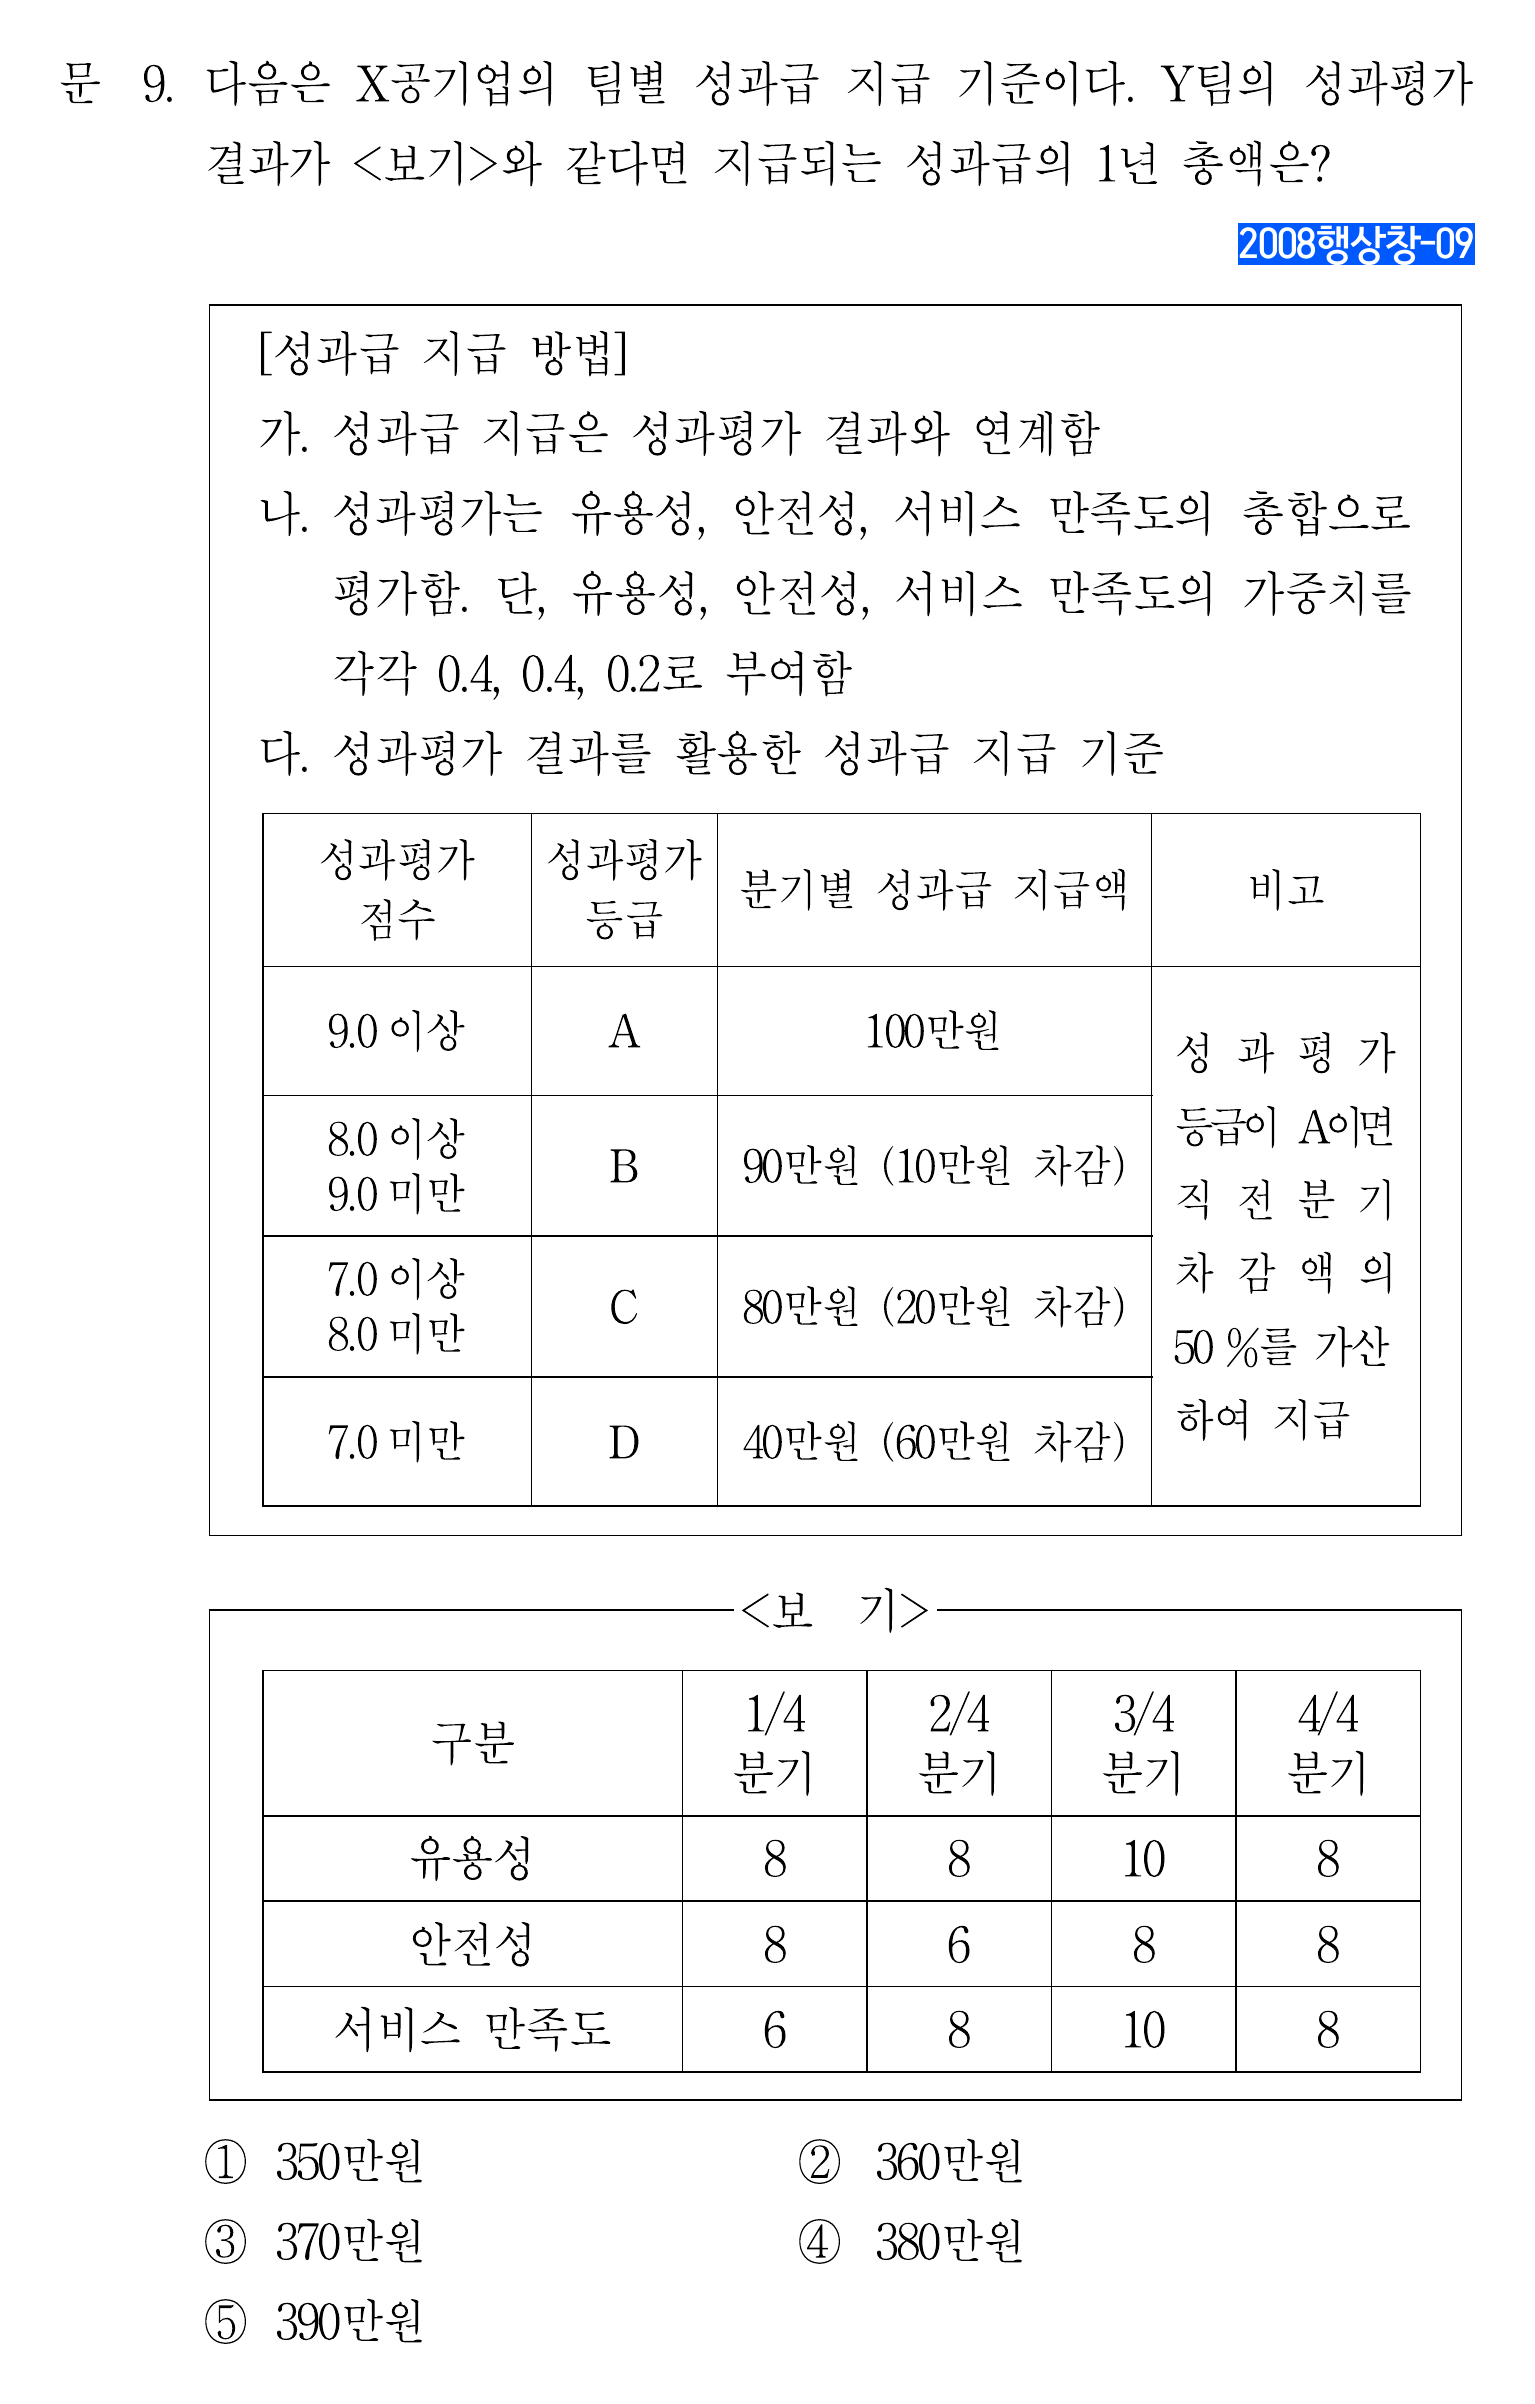 문 9. 다음은 X공기업의 팀별 성과급 지급 기준이다. Y팀의 성과평가
결과가 <보기>와 같다면 지급되는 성과급의 1년 총액은?
2008행상창-09
[성과급 지급 방법]
가. 성과급 지급은 성과평가 결과와 연계함
나. 성과평가는 유용성, 안전성, 서비스 만족도의 총합으로
평가함. 단, 유용성, 안전성, 서비스 만족도의 가중치를
각각 0.4, 0.4, 0.2로 부여함
다. 성과평가 결과를 활용한 성과급 지급 기준
성과평가 점수 성과평가 등급 분기별 성과급 지급액 비고
9.0 이상 A 100만원
8.0 이상 9.0 미만 B 90만원 (10만원 차감)
7.0 이상 8.0 미만 C 80만원 (20만원 차감)
7.0 미만 D 40만원 (60만원 차감)
성과평가
등급이 A이면
직전분기
차감액의
50 %를 가산
하여 지급
<보 기>
구분 1/4 분기 2/4 분기 3/4 분기 4/4 분기
유용성 8 8 10 8
안전성 8 6 8 8
서비스 만족도 6 8 10 8
① 350만원 ② 360만원
③ 370만원 ④ 380만원
⑤ 390만원